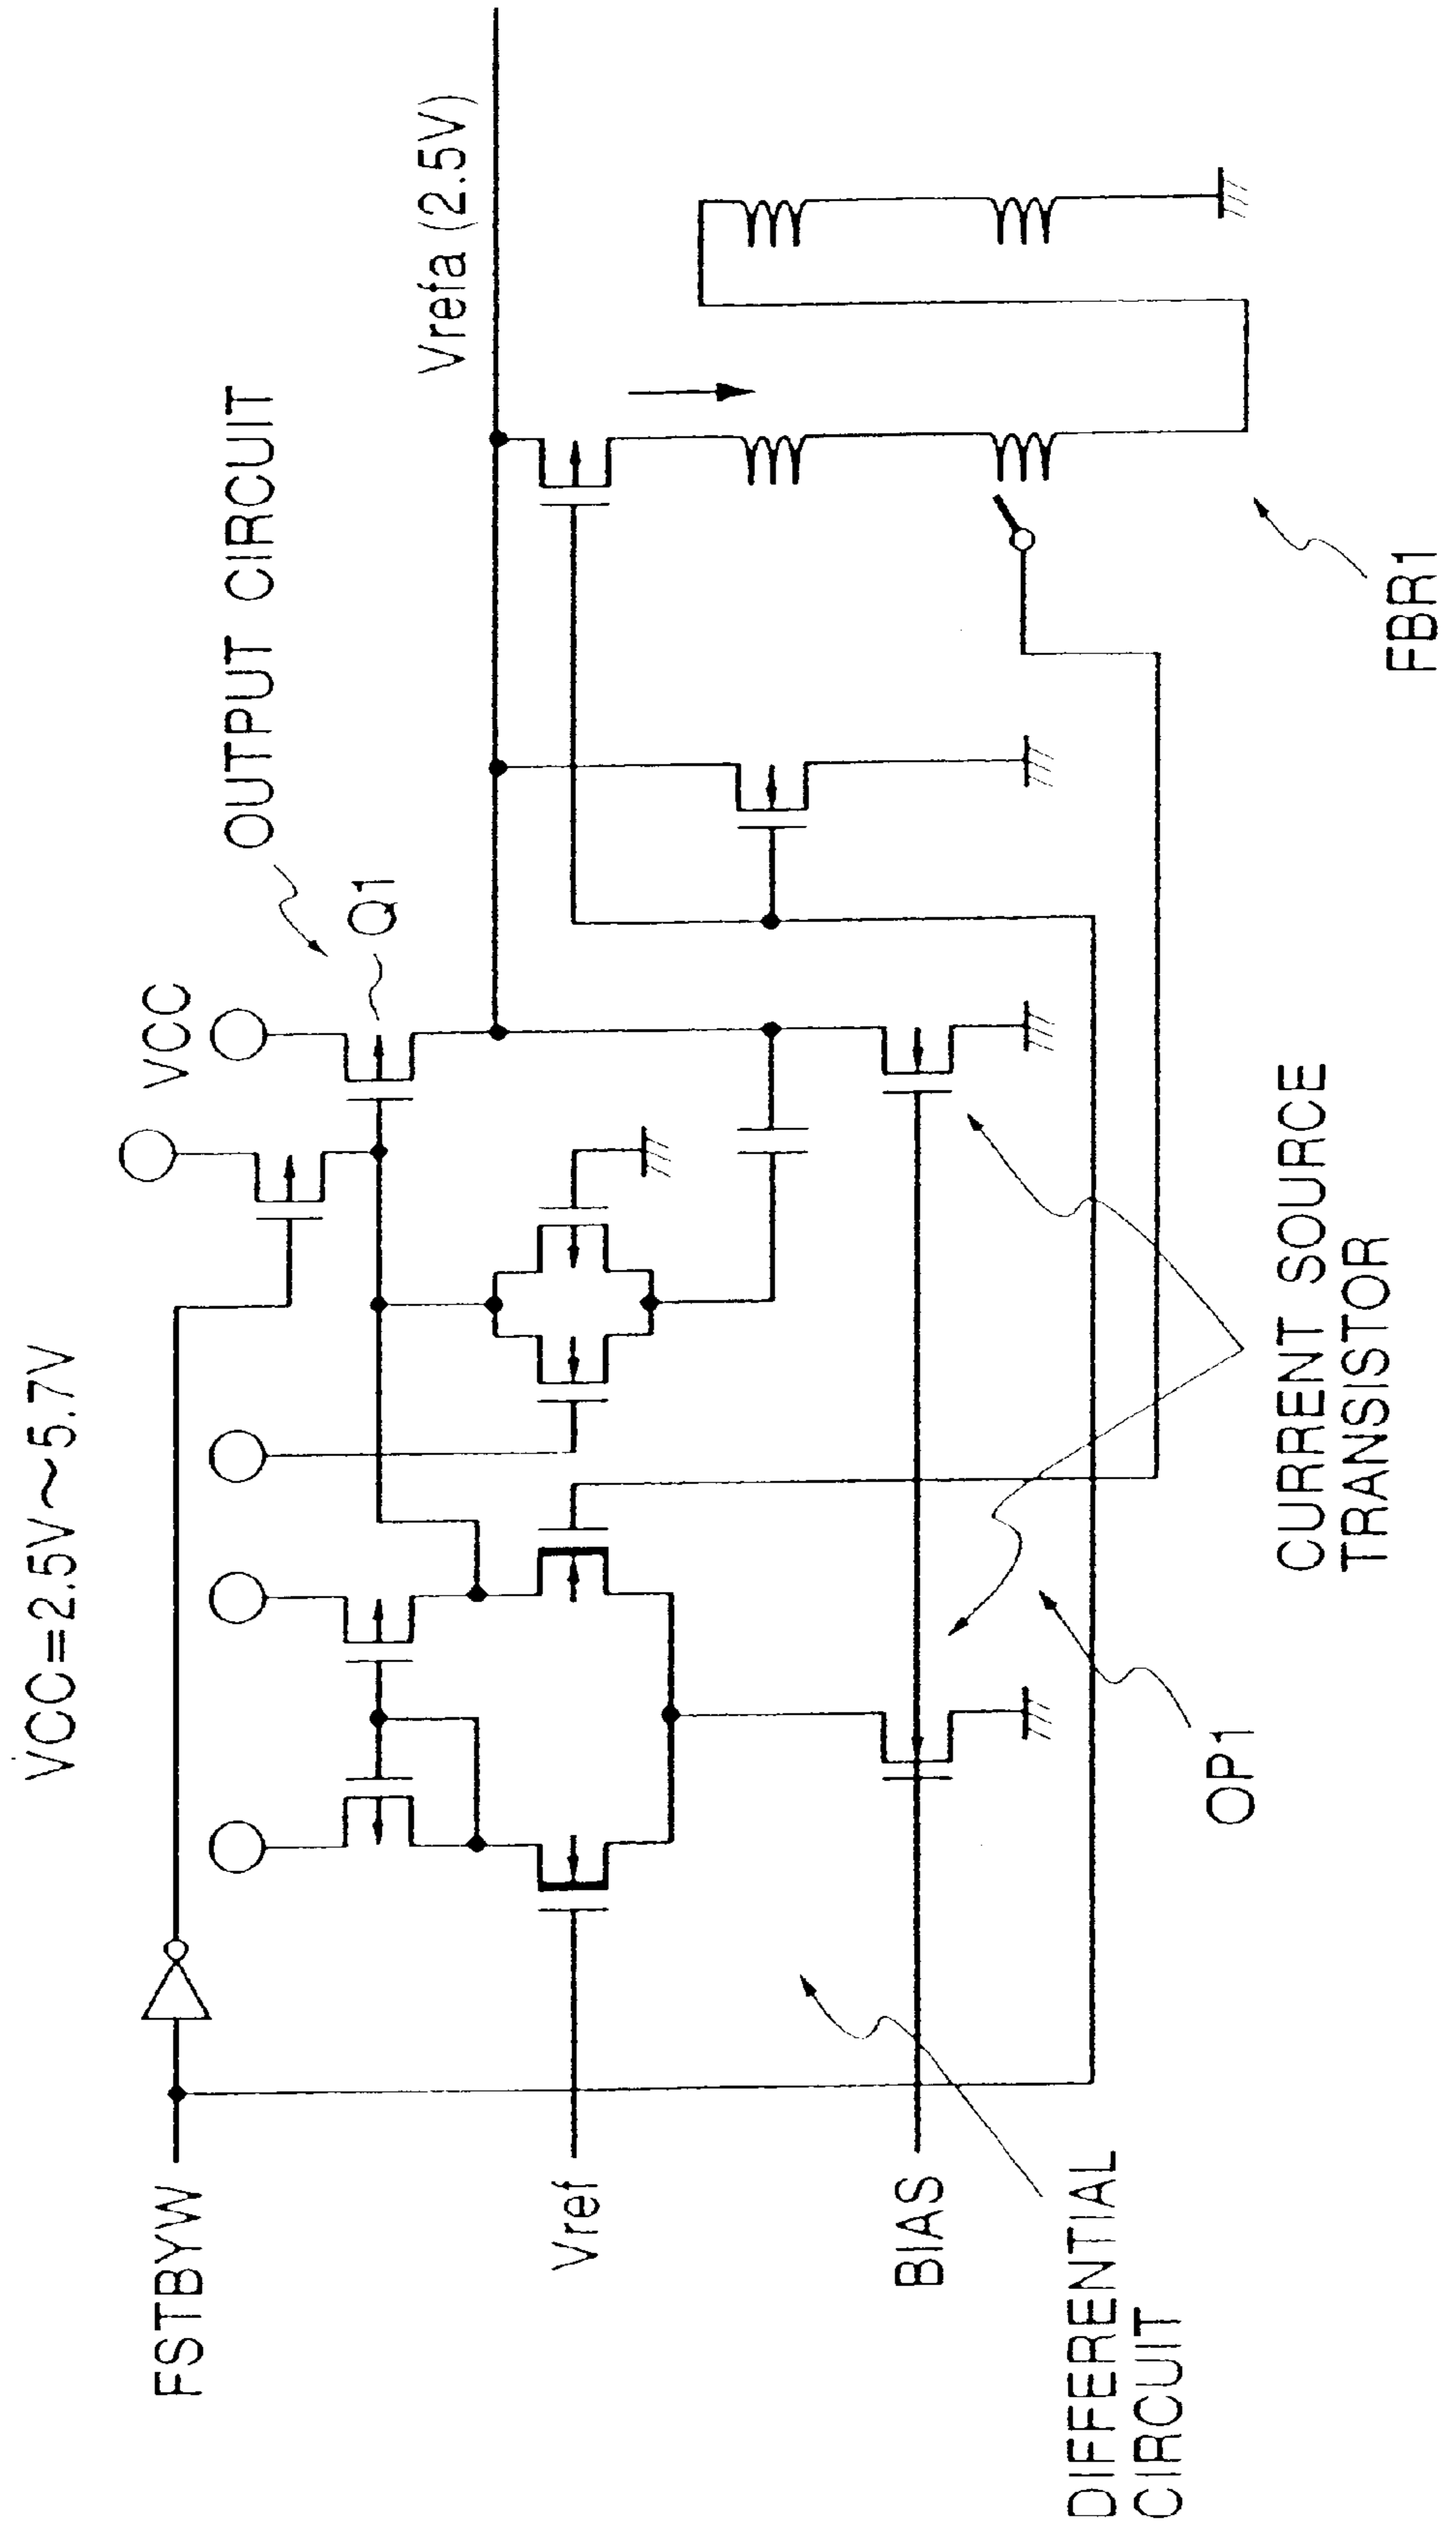 VCC=2.5V~5.7V
FSTBYW
VCC
OUTPUT CIRCUIT
Q1
Vrefa (2.5V)
Vref
BIAS
DIFFERENTIAL
CIRCUIT
OP1
CURRENT SOURCE
TRANSISTOR
FBR1